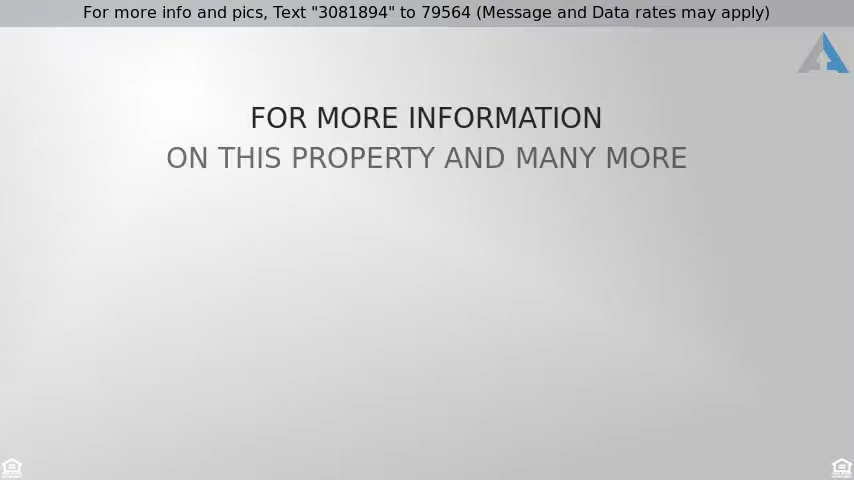 For more info and pics, Text "3081894" to 79564 (Message and Data rates may apply)
FOR MORE INFORMATION
ON THIS PROPERTY AND MANY MORE